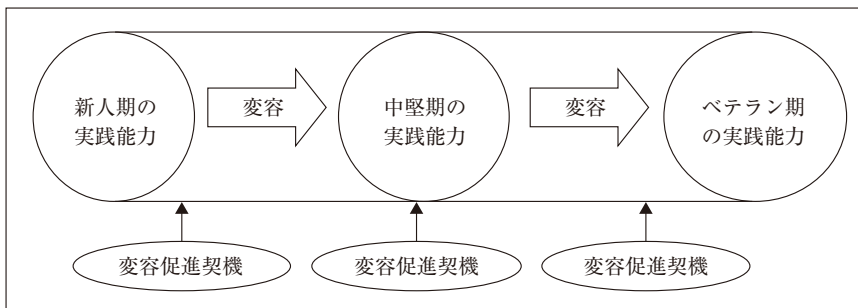 新人期の
実践能力
変容
中堅期の
実践能力
変容
ベテラン期
の実践能力
変容促進契機
変容促進契機
変容促進契機